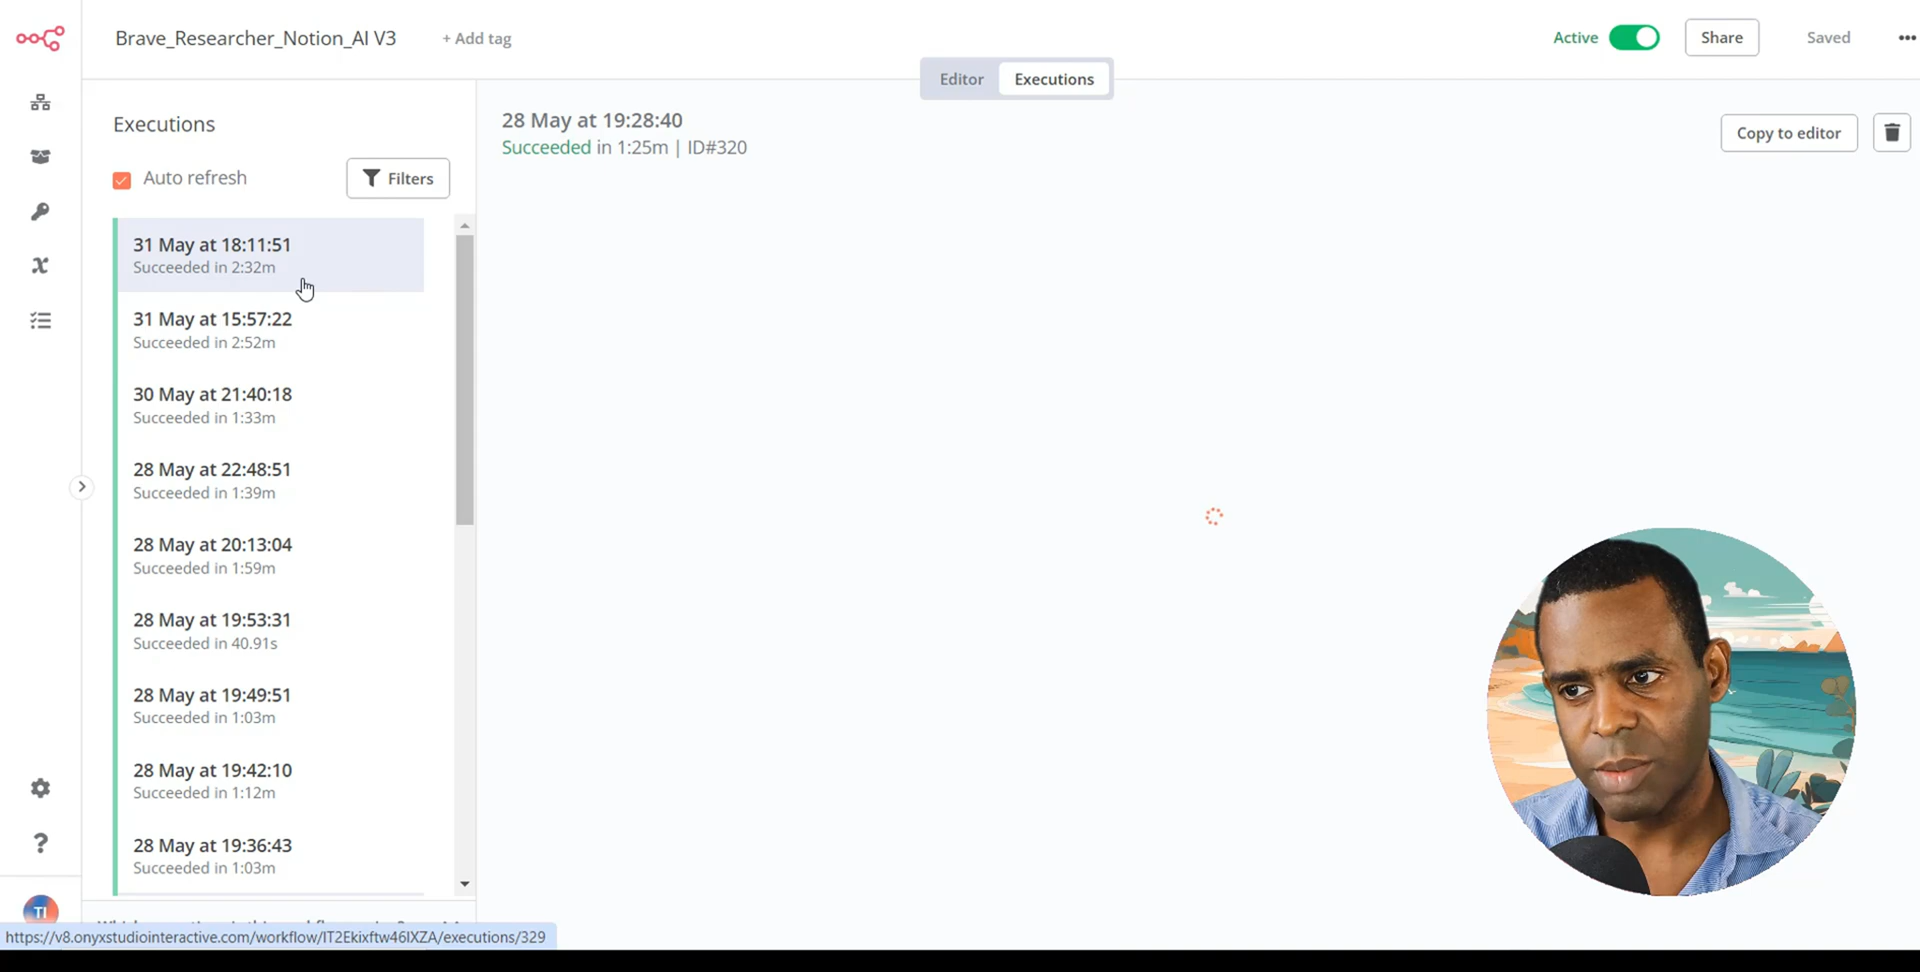 Brave_Researcher_Notion_AI V3
+ Add tag
Active
Share
Saved
Editor
Executions
Executions
Auto refresh
Filters
28 May at 19:28:40
Succeeded in 1:25m | ID#320
Copy to editor
31 May at 18:11:51
Succeeded in 2:32m
31 May at 15:57:22
Succeeded in 2:52m
30 May at 21:40:18
Succeeded in 1:33m
28 May at 22:48:51
Succeeded in 1:39m
28 May at 20:13:04
Succeeded in 1:59m
28 May at 19:53:31
Succeeded in 40.91s
28 May at 19:49:51
Succeeded in 1:03m
28 May at 19:42:10
Succeeded in 1:12m
28 May at 19:36:43
Succeeded in 1:03m
TI
https://v8.onyxstudiointeractive.com/workflow/IT2Ekixftw46IXZA/executions/329